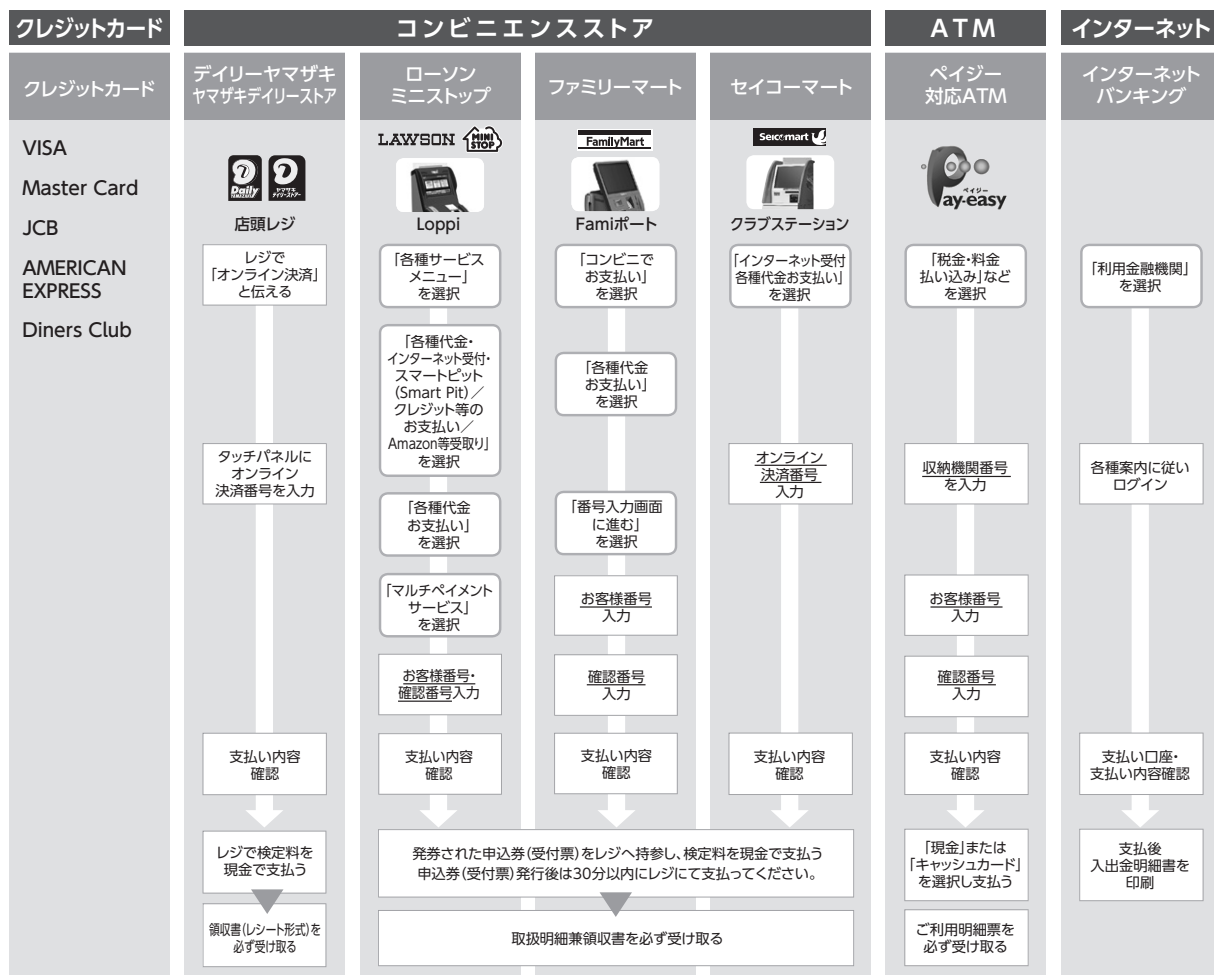 クレジットカード
コンビニエンスストア
ATM
インターネット
クレジットカード
デイリーヤマザキ
ヤマザキデイリーストア
ローソン
ミニストップ
ファミリーマート
セイコーマート
ペイジー
対応ATM
インターネット
バンキング
VISA
Master Card
JCB
AMERICAN
EXPRESS
Diners Club
Daily
YAMAZAKI
ヤマザキ
デイリーストアー
店頭レジ
レジで
「オンライン決済」
と伝える
タッチパネルに
オンライン
決済番号を入力
支払い内容
確認
レジで検定料を
現金で支払う
領収書(レシート形式)を
必ず受け取る
LAWSON
MINI
STOP
Loppi
「各種サービス
メニュー」
を選択
「各種代金・
インターネット受付・
スマートピット
(Smart Pit)／
クレジット等の
お支払い／
Amazon等受取り」
を選択
「各種代金
お支払い」
を選択
「マルチペイメント
サービス」
を選択
お客様番号・
確認番号入力
支払い内容
確認
FamilyMart
Famiポート
「コンビニで
お支払い」
を選択
「各種代金
お支払い」
を選択
「番号入力画面
に進む」
を選択
お客様番号
入力
確認番号
入力
支払い内容
確認
Seicomart
クラブステーション
「インターネット受付
各種代金お支払い」
を選択
オンライン
決済番号
入力
支払い内容
確認
発券された申込券(受付票)をレジへ持参し、検定料を現金で支払う
申込券(受付票)発行後は30分以内にレジにて支払ってください。
取扱明細兼領収書を必ず受け取る
ペイジー
Pay-easy
「税金・料金
払い込み」など
を選択
収納機関番号
を入力
お客様番号
入力
確認番号
入力
支払い内容
確認
「現金」または
「キャッシュカード」
を選択し支払う
ご利用明細票を
必ず受け取る
「利用金融機関」
を選択
各種案内に従い
ログイン
支払い口座・
支払い内容確認
支払後
入出金明細書を
印刷